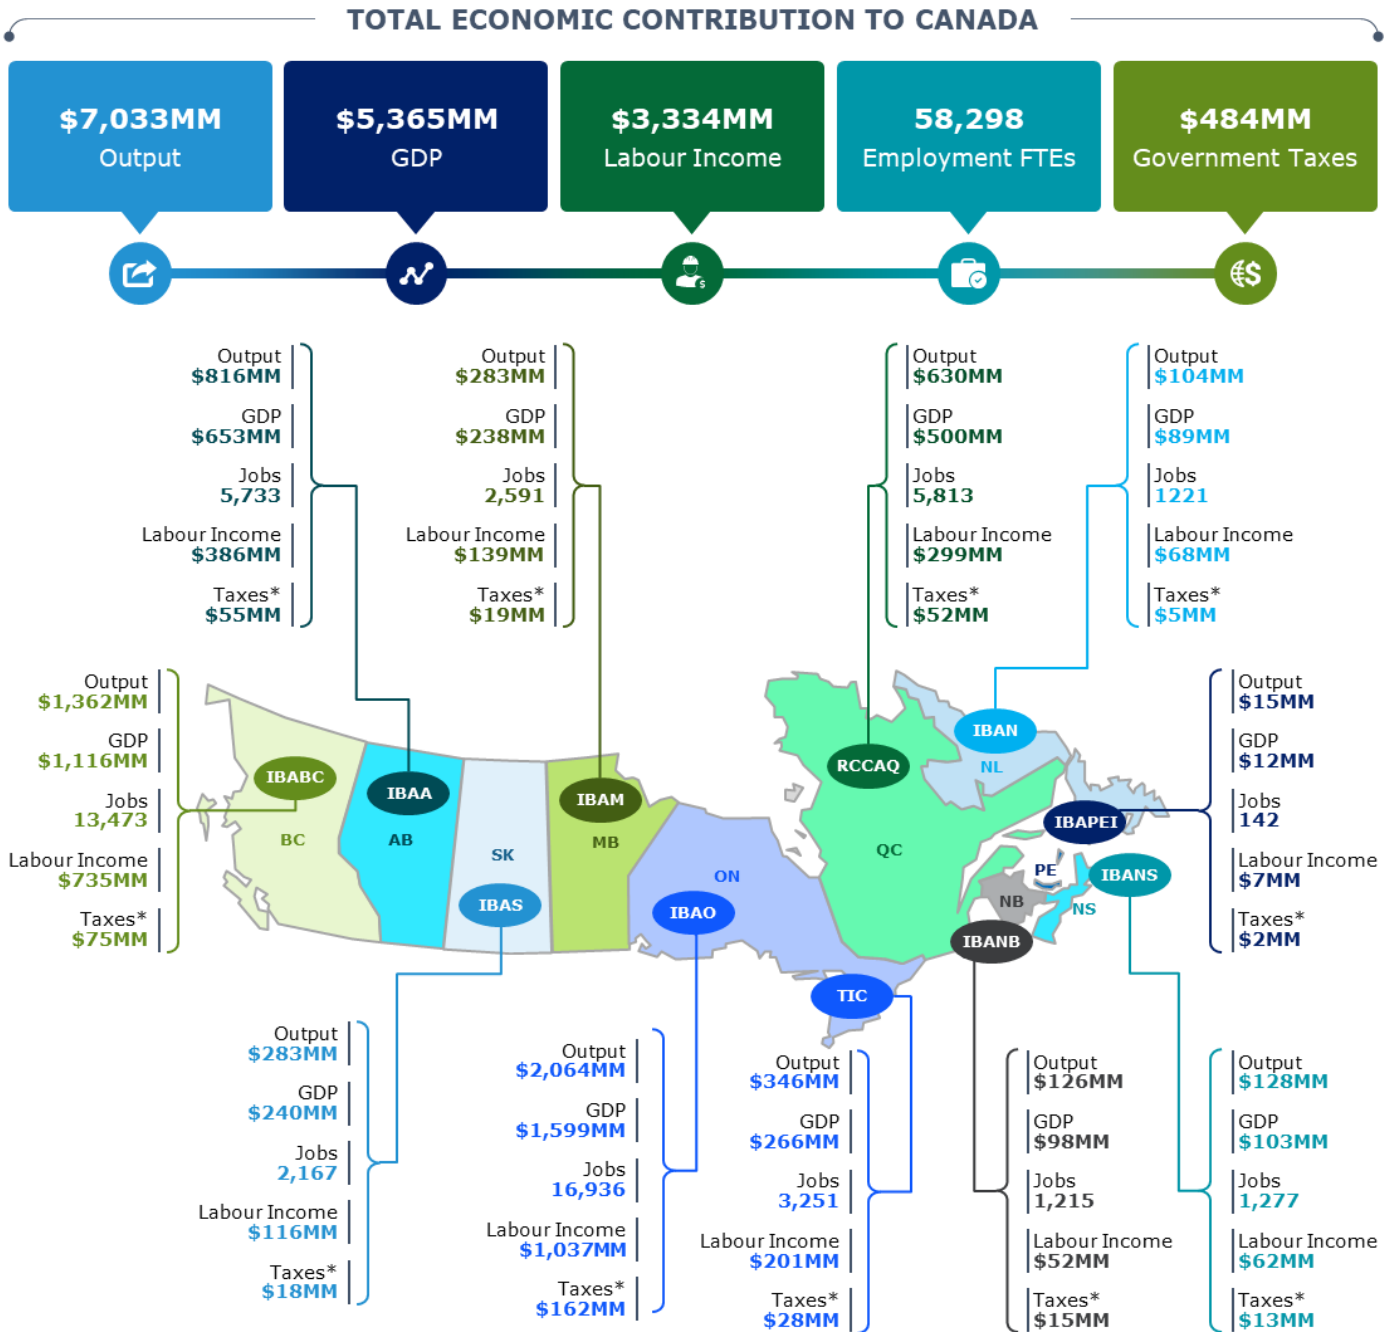 TOTAL ECONOMIC CONTRIBUTION TO CANADA
$7,033MM
Output
$5,365MM
GDP
$3,334MM
Labour Income
58,298
Employment FTEs
$484MM
Government Taxes
$
$
Output
$816MM
GDP
$653MM
Jobs
5,733
Labour Income
$386MM
Taxes*
$55MM
Output
$283MM
GDP
$238MM
Jobs
2,591
Labour Income
$139MM
Taxes*
$19MM
Output
$630MM
GDP
$500MM
Jobs
5,813
Labour Income
$299MM
Taxes*
$52MM
Output
$104MM
GDP
$89MM
Jobs
1221
Labour Income
$68MM
Taxes*
$5MM
Output
$1,362MM
GDP
$1,116MM
Jobs
13,473
Labour Income
$735MM
Taxes*
$75MM
IBABC
BC
IBAA
AB
SK
IBAS
IBAM
MB
ON
IBAO
TIC
RCCAQ
QC
IBAN
NL
IBAPEI
PE
IBANS
NS
NB
IBANB
Output
$15MM
GDP
$12MM
Jobs
142
Labour Income
$7MM
Taxes*
$2MM
Output
$283MM
GDP
$240MM
Jobs
2,167
Labour Income
$116MM
Taxes*
$18MM
Output
$2,064MM
GDP
$1,599MM
Jobs
16,936
Labour Income
$1,037MM
Taxes*
$162MM
Output
$346MM
GDP
$266MM
Jobs
3,251
Labour Income
$201MM
Taxes*
$28MM
Output
$126MM
GDP
$98MM
Jobs
1,215
Labour Income
$52MM
Taxes*
$15MM
Output
$128MM
GDP
$103MM
Jobs
1,277
Labour Income
$62MM
Taxes*
$13MM